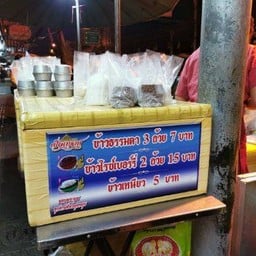 ข้าวธรรมดา 3 ถ้วย 7 บาท
ข้าวไรซ์เบอร์รี่ 2 ถ้วย 15 บาท
ข้าวเหนียว 5 บาท